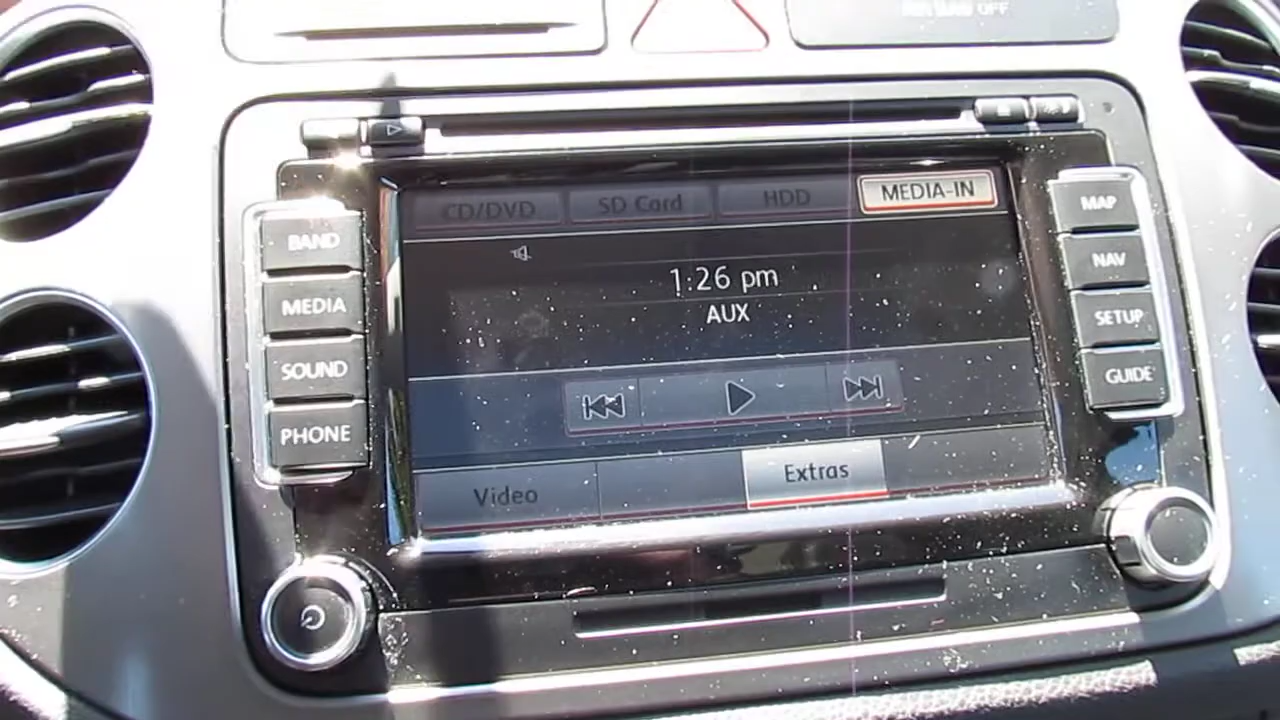 OFF
CD/DVD SD Card HDD MEDIA-IN
1:26 pm
AUX
Video Extras
BAND
MEDIA
SOUND
PHONE
MAP
NAV
SETUP
GUIDE